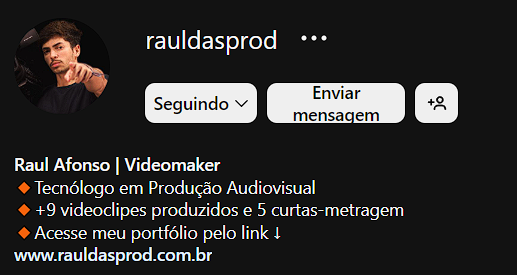 rauldasprod ...
Seguindo
Enviar
mensagem
Raul Afonso | Videomaker
🔸Tecnólogo em Produção Audiovisual
🔸+9 videoclipes produzidos e 5 curtas-metragem
🔸Acesse meu portfólio pelo link ↓
www.rauldasprod.com.br